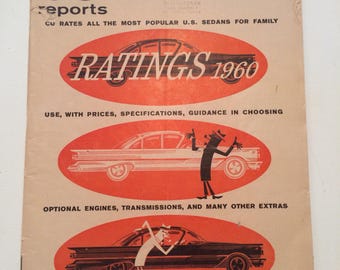 reports
CU RATES ALL THE MOST POPULAR U.S. SEDANS FOR FAMILY
RATINGS 1960
USE, WITH PRICES, SPECIFICATIONS, GUIDANCE IN CHOOSING
OPTIONAL ENGINES, TRANSMISSIONS, AND MANY OTHER EXTRAS